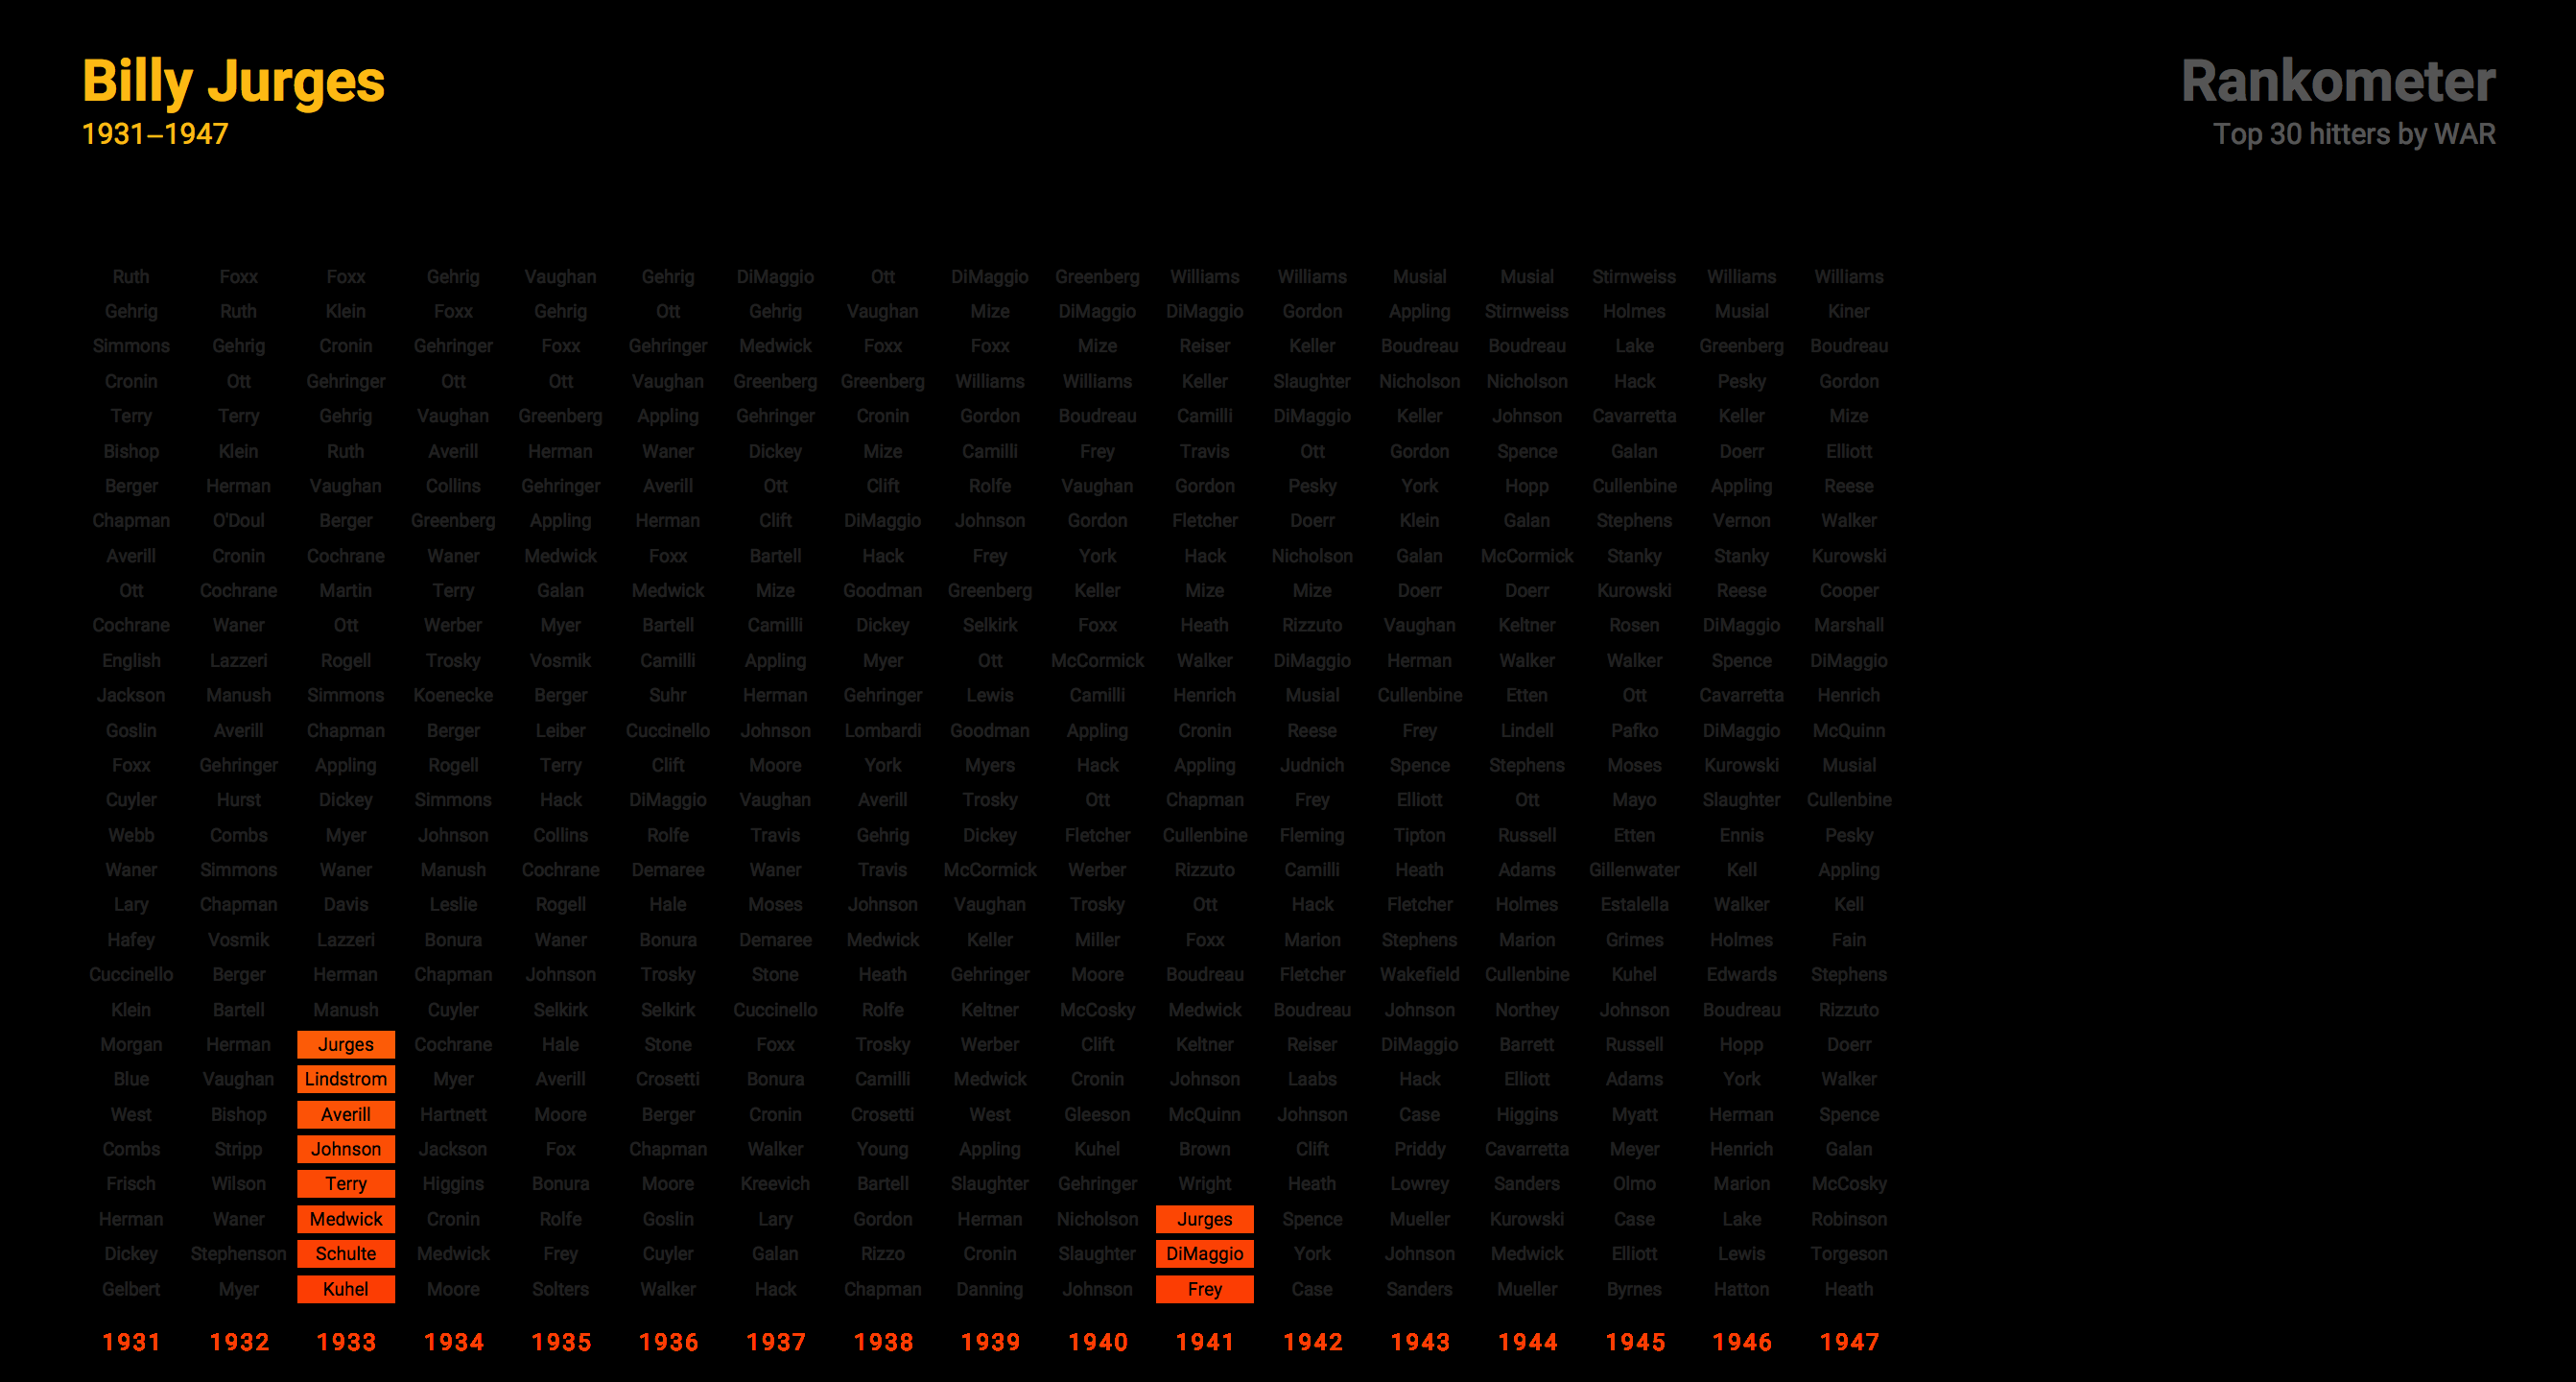 Billy Jurges
1931–1947
Rankometer
Top 30 hitters by WAR
Ruth Foxx Foxx Gehrig Vaughan Gehrig DiMaggio Ott DiMaggio Greenberg Williams Williams Musial Musial Stirnweiss Williams Williams
Gehrig Ruth Klein Foxx Gehrig Ott Gehrig Vaughan Mize DiMaggio DiMaggio Gordon Appling Stirnweiss Holmes Musial Kiner
Simmons Gehrig Cronin Gehringer Foxx Gehringer Medwick Foxx Foxx Mize Reiser Keller Boudreau Boudreau Lake Greenberg Boudreau
Cronin Ott Gehringer Ott Ott Vaughan Greenberg Greenberg Williams Williams Keller Slaughter Nicholson Nicholson Hack Pesky Gordon
Terry Terry Gehrig Vaughan Greenberg Appling Gehringer Cronin Gordon Boudreau Camilli DiMaggio Keller Johnson Cavarretta Keller Mize
Bishop Klein Ruth Averill Herman Waner Dickey Mize Camilli Frey Travis Ott Gordon Spence Galan Doerr Elliott
Berger Herman Vaughan Collins Gehringer Averill Ott Clift Rolfe Vaughan Gordon Pesky York Hopp Cullenbine Appling Reese
Chapman O'Doul Berger Greenberg Appling Herman Clift DiMaggio Johnson Gordon Fletcher Doerr Klein Galan Stephens Vernon Walker
Averill Cronin Cochrane Waner Medwick Foxx Bartell Hack Frey York Hack Nicholson Galan McCormick Stanky Stanky Kurowski
Ott Cochrane Martin Terry Galan Medwick Mize Goodman Greenberg Keller Mize Mize Doerr Doerr Kurowski Reese Cooper
Cochrane Waner Ott Werber Myer Bartell Camilli Dickey Selkirk Foxx Heath Rizzuto Vaughan Keltner Rosen DiMaggio Marshall
English Lazzeri Rogell Trosky Vosmik Camilli Appling Myer Ott McCormick Walker DiMaggio Herman Walker Walker Spence DiMaggio
Jackson Manush Simmons Koenecke Berger Suhr Herman Gehringer Lewis Camilli Henrich Musial Cullenbine Etten Ott Cavarretta Henrich
Goslin Averill Chapman Berger Leiber Cuccinello Johnson Lombardi Goodman Appling Cronin Reese Frey Lindell Pafko DiMaggio McQuinn
Foxx Gehringer Appling Rogell Terry Clift Moore York Myers Hack Appling Judnich Spence Stephens Moses Kurowski Musial
Cuyler Hurst Dickey Simmons Hack DiMaggio Vaughan Averill Trosky Ott Chapman Frey Elliott Ott Mayo Slaughter Cullenbine
Webb Combs Myer Johnson Collins Rolfe Travis Gehrig Dickey Fletcher Cullenbine Fleming Tipton Russell Etten Ennis Pesky
Waner Simmons Waner Manush Cochrane Demaree Waner Travis McCormick Werber Rizzuto Camilli Heath Adams Gillenwater Kell Appling
Lary Chapman Davis Leslie Rogell Hale Moses Johnson Vaughan Trosky Ott Hack Fletcher Holmes Estalella Walker Kell
Hafey Vosmik Lazzeri Bonura Waner Bonura Demaree Medwick Keller Miller Foxx Marion Stephens Marion Grimes Holmes Fain
Cuccinello Berger Herman Chapman Johnson Trosky Stone Heath Gehringer Moore Boudreau Fletcher Wakefield Cullenbine Kuhel Edwards Stephens
Klein Bartell Manush Cuyler Selkirk Selkirk Cuccinello Rolfe Keltner McCosky Medwick Boudreau Johnson Northey Johnson Boudreau Rizzuto
Morgan Herman Jurges Cochrane Hale Stone Foxx Trosky Werber Clift Keltner Reiser DiMaggio Barrett Russell Hopp Doerr
Blue Vaughan Lindstrom Myer Averill Crosetti Bonura Camilli Medwick Cronin Johnson Laabs Hack Elliott Adams York Walker
West Bishop Averill Hartnett Moore Berger Cronin Crosetti West Gleeson McQuinn Johnson Case Higgins Myatt Herman Spence
Combs Stripp Johnson Jackson Fox Chapman Walker Young Appling Kuhel Brown Clift Priddy Cavarretta Meyer Henrich Galan
Frisch Wilson Terry Higgins Bonura Moore Kreevich Bartell Slaughter Gehringer Wright Heath Lowrey Sanders Olmo Marion McCosky
Herman Waner Medwick Cronin Rolfe Goslin Lary Gordon Herman Nicholson Jurges Spence Mueller Kurowski Case Lake Robinson
Dickey Stephenson Schulte Medwick Frey Cuyler Galan Rizzo Cronin Slaughter DiMaggio York Johnson Medwick Elliott Lewis Torgeson
Gelbert Myer Kuhel Moore Solters Walker Hack Chapman Danning Johnson Frey Case Sanders Mueller Byrnes Hatton Heath
1931 1932 1933 1934 1935 1936 1937 1938 1939 1940 1941 1942 1943 1944 1945 1946 1947